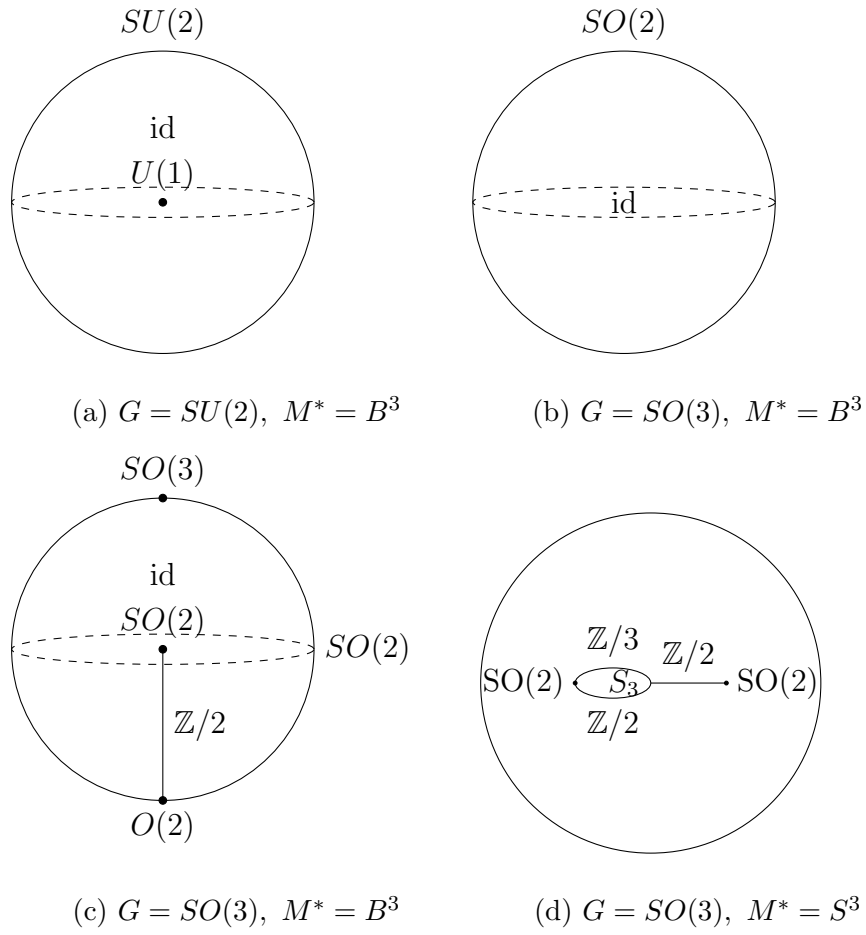 SU(2)
id
U(1)
(a) G = SU(2), M* = B³
SO(2)
id
(b) G = SO(3), M* = B³
SO(3)
id
SO(2)
SO(2)
ℤ/2
O(2)
(c) G = SO(3), M* = B³
ℤ/3
ℤ/2
SO(2)
S₃
SO(2)
ℤ/2
(d) G = SO(3), M* = S³